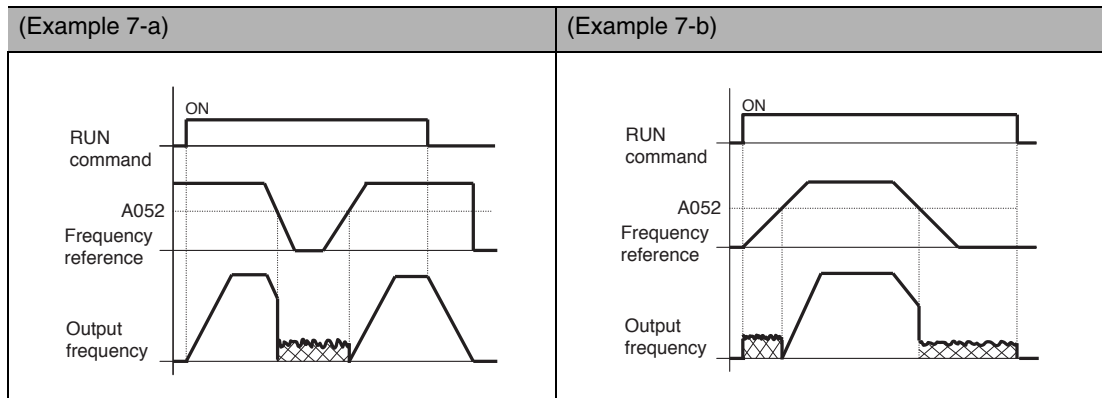 (Example 7-a)
ON
RUN
command
A052
Frequency
reference
Output
frequency
(Example 7-b)
ON
RUN
command
A052
Frequency
reference
Output
frequency